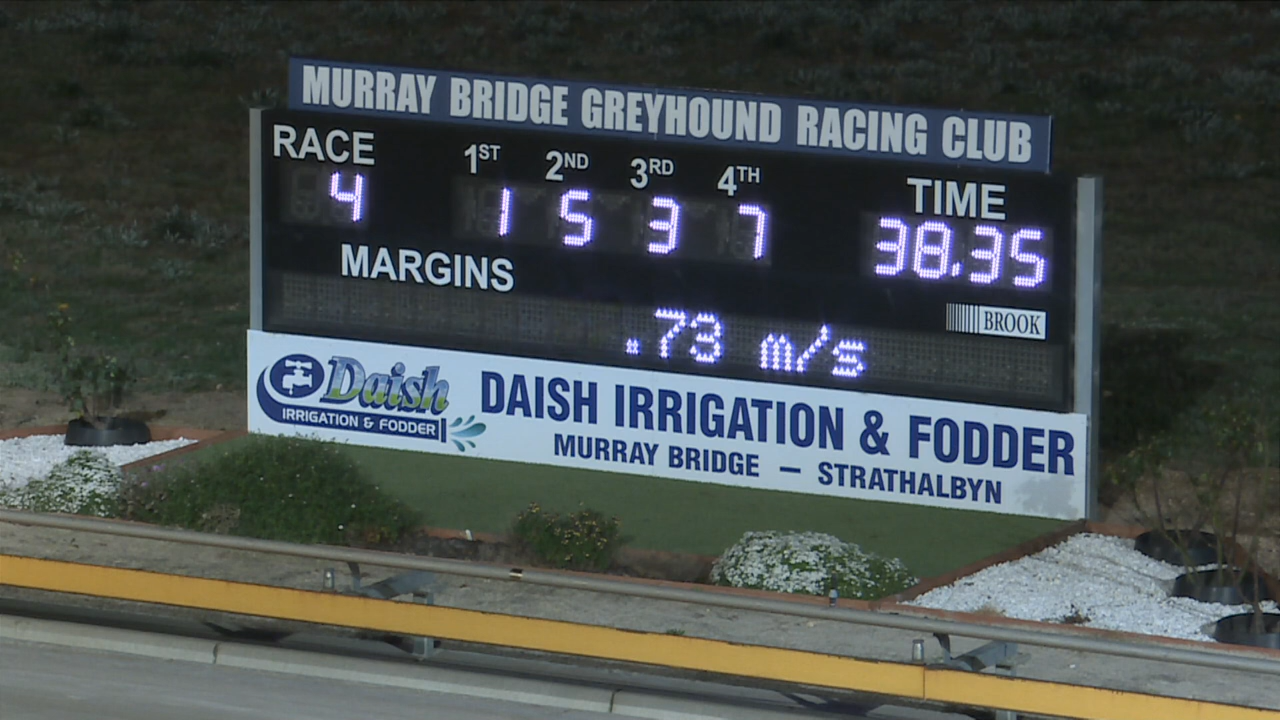 MURRAY BRIDGE GREYHOUND RACING CLUB
RACE 1ST 2ND 3RD 4TH TIME
4 1 5 3 7 38.35
MARGINS
BROOK
.73 m/s
Daish
IRRIGATION & FODDER
DAISH IRRIGATION & FODDER
MURRAY BRIDGE – STRATHALBYN